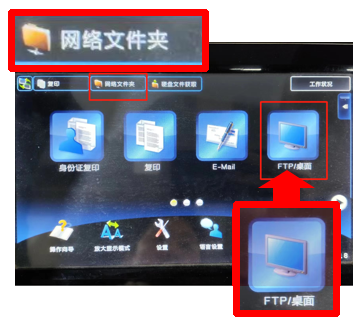 网络文件夹
复印
网络文件夹
硬盘文件获取
工作状况
身份证复印
复印
E-Mail
FTP/桌面
操作向导
放大显示模式
设置
语言设置
FTP/桌面